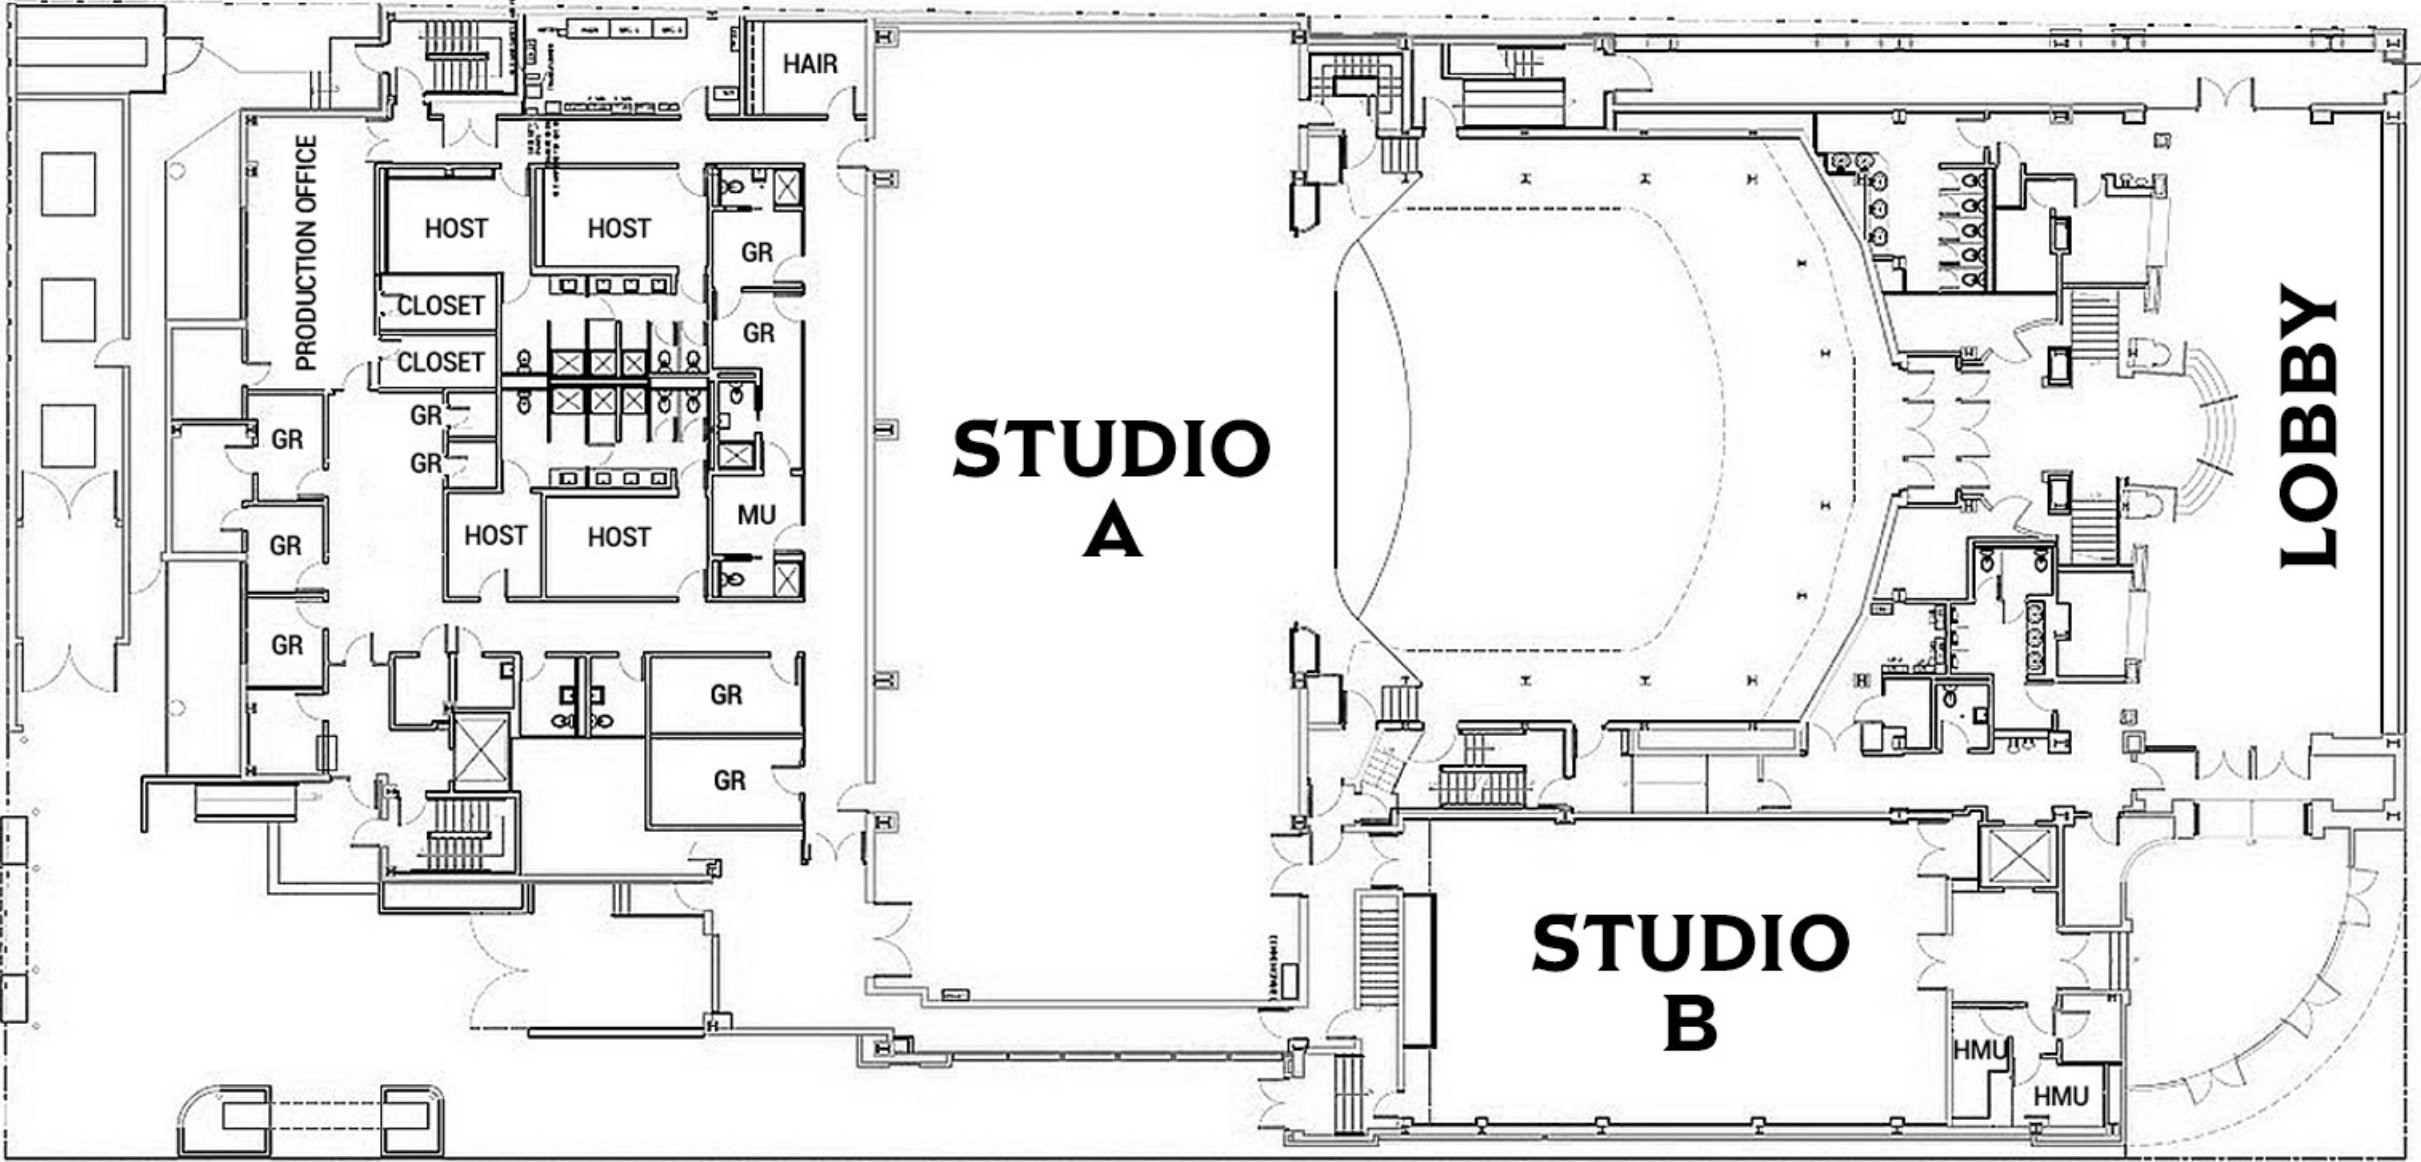 HAIR
PRODUCTION OFFICE
HOST
HOST
GR
CLOSET
GR
CLOSET
GR
GR
GR
GR
HOST
HOST
MU
GR
GR
GR
STUDIO
A
LOBBY
STUDIO
B
HMU
HMU